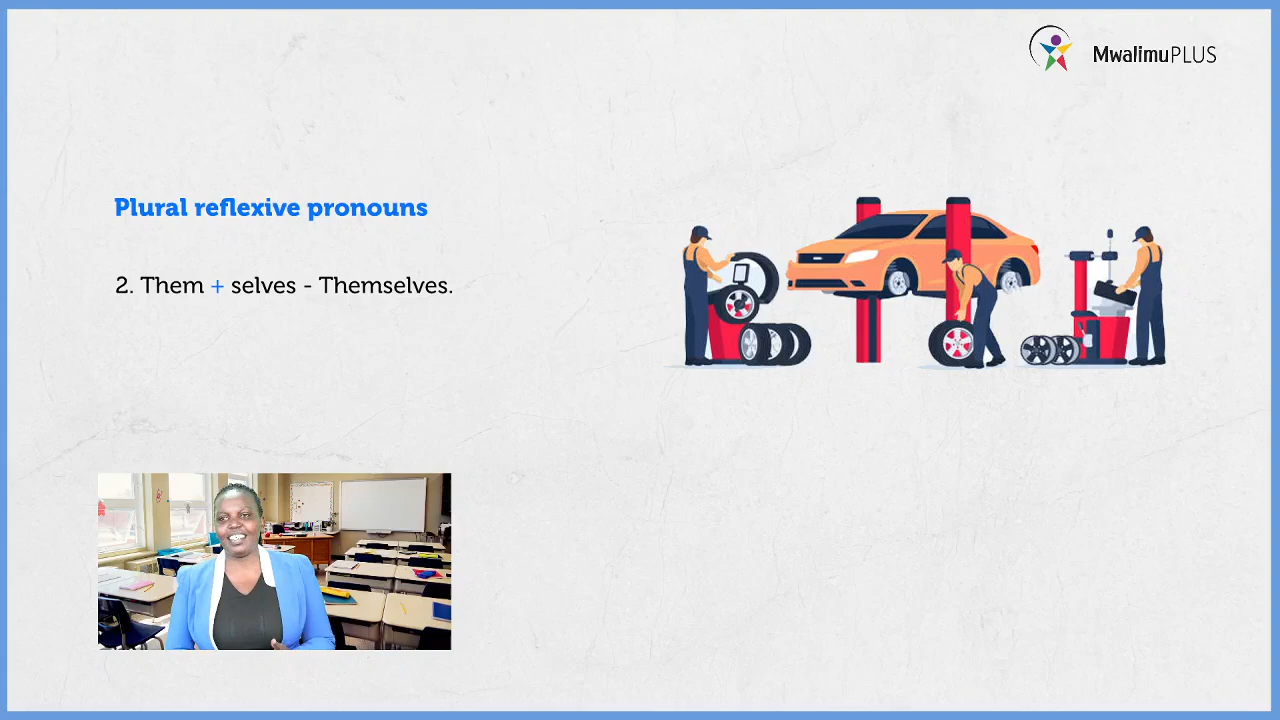 MwalimuPLUS
Plural reflexive pronouns
2. Them + selves - Themselves.